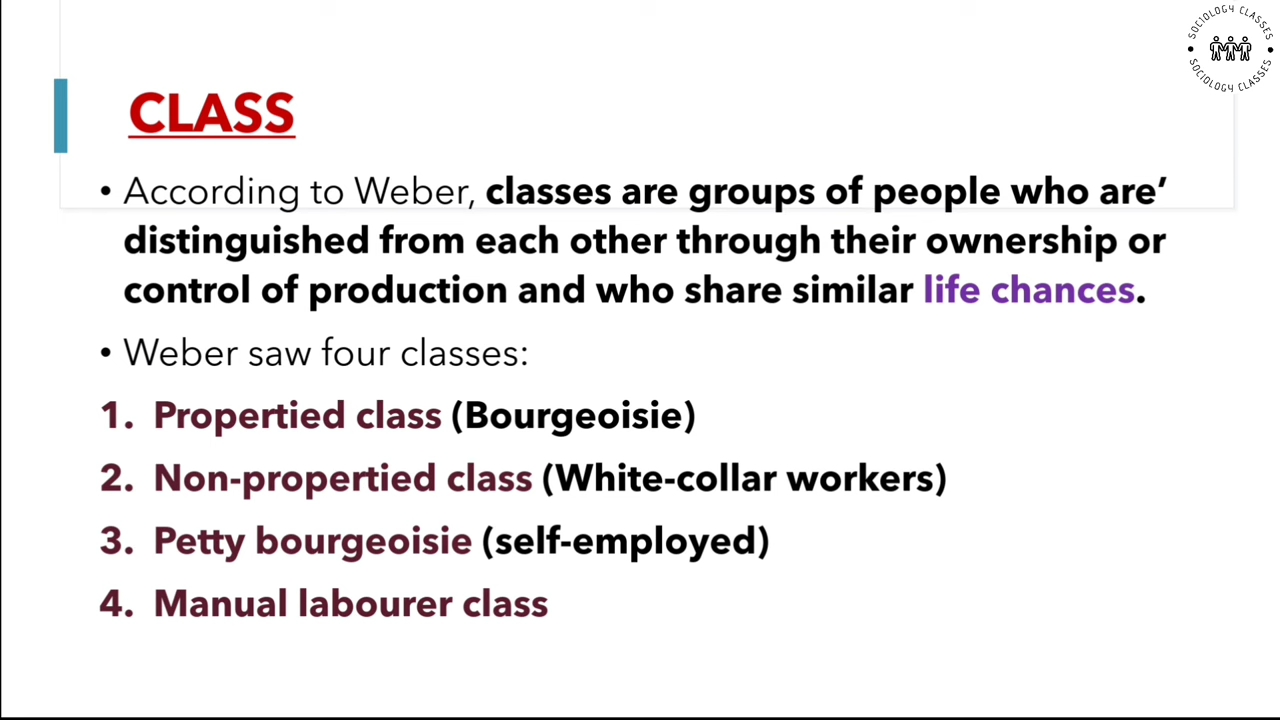 SOCIOLOGY CLASSES
SOCIOLOGY CLASSES
CLASS
• According to Weber, classes are groups of people who are’
distinguished from each other through their ownership or
control of production and who share similar life chances.
• Weber saw four classes:
1. Propertied class (Bourgeoisie)
2. Non-propertied class (White-collar workers)
3. Petty bourgeoisie (self-employed)
4. Manual labourer class